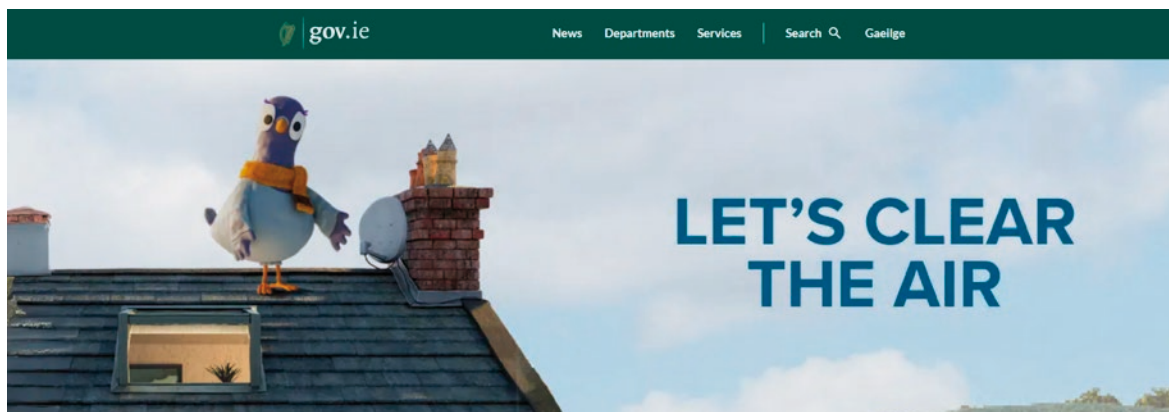 gov.ie News Departments Services Search Gaeilge
LET'S CLEAR
THE AIR